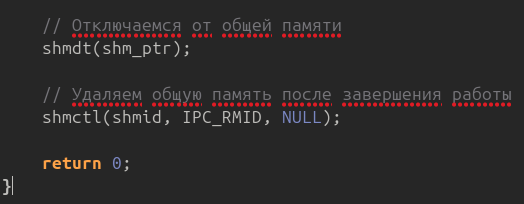 // Отключаемся от общей памяти
shmdt(shm_ptr);
// Удаляем общую память после завершения работы
shmctl(shmid, IPC_RMID, NULL);
return 0;
}